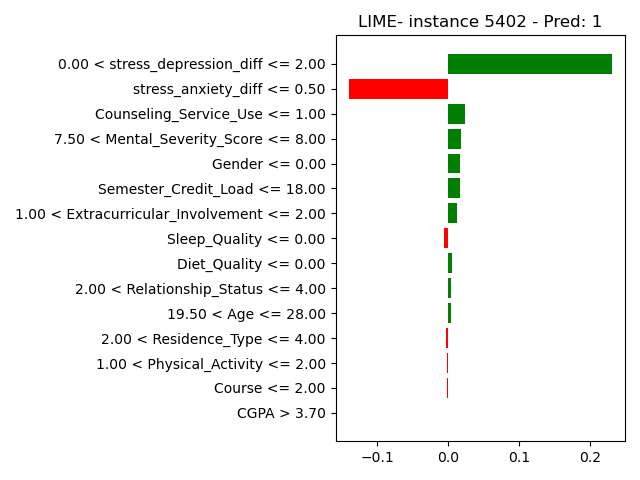 LIME- instance 5402 - Pred: 1
0.00 < stress_depression_diff <= 2.00
stress_anxiety_diff <= 0.50
Counseling_Service_Use <= 1.00
7.50 < Mental_Severity_Score <= 8.00
Gender <= 0.00
Semester_Credit_Load <= 18.00
1.00 < Extracurricular_Involvement <= 2.00
Sleep_Quality <= 0.00
Diet_Quality <= 0.00
2.00 < Relationship_Status <= 4.00
19.50 < Age <= 28.00
2.00 < Residence_Type <= 4.00
1.00 < Physical_Activity <= 2.00
Course <= 2.00
CGPA > 3.70
−0.1 0.0 0.1 0.2